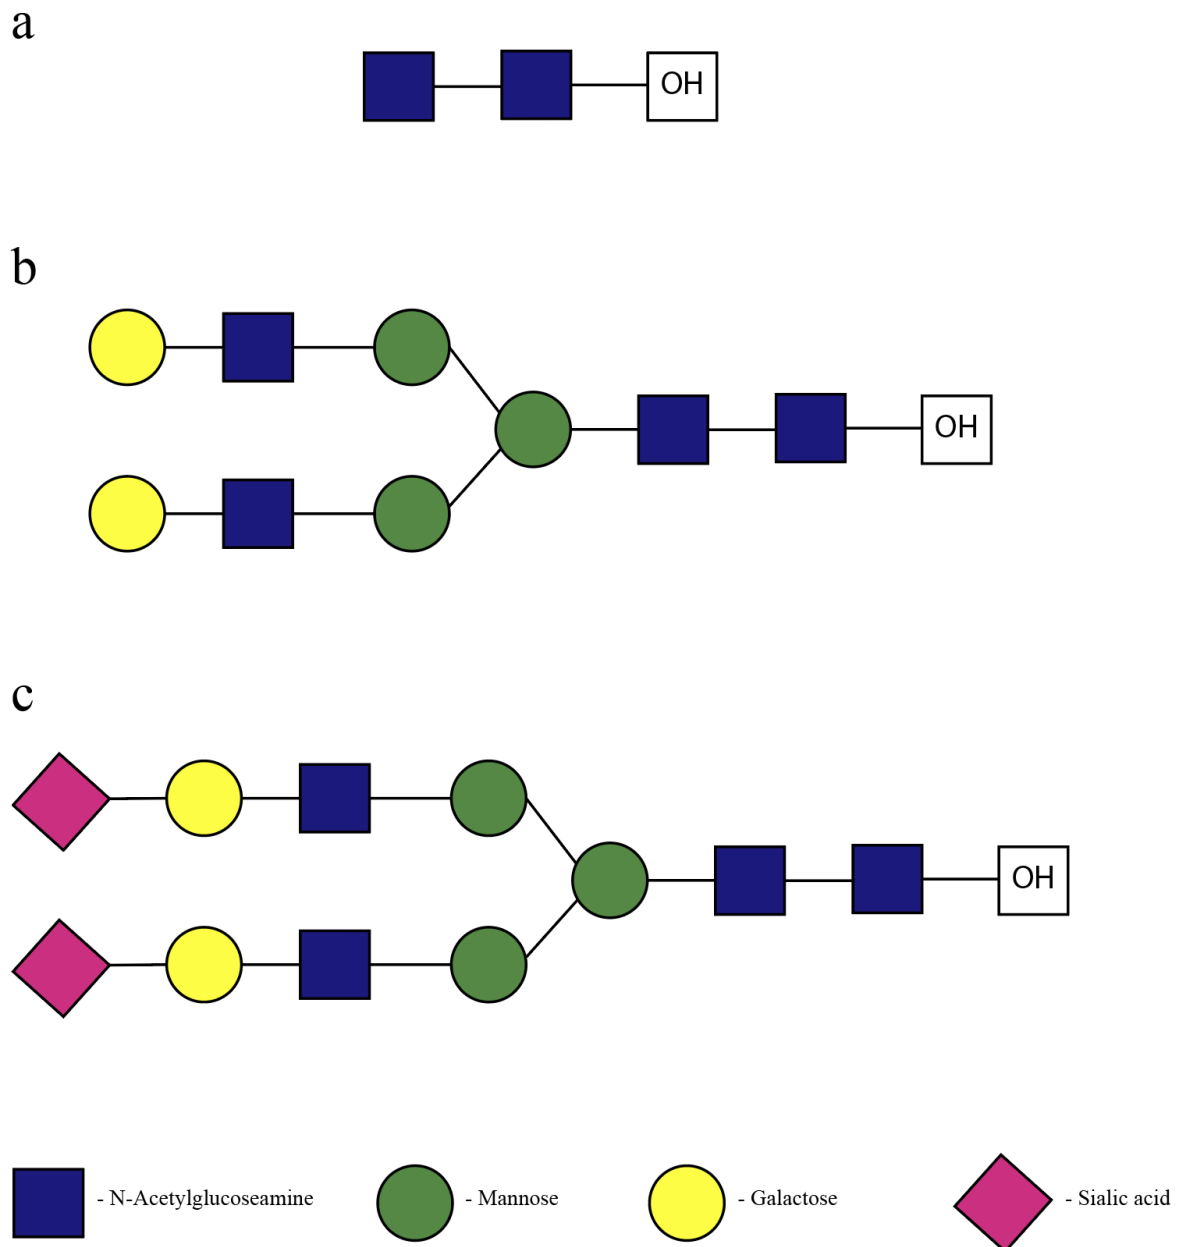 a
OH
b
OH
c
OH
- N-Acetylglucoseamine
- Mannose
- Galactose
- Sialic acid